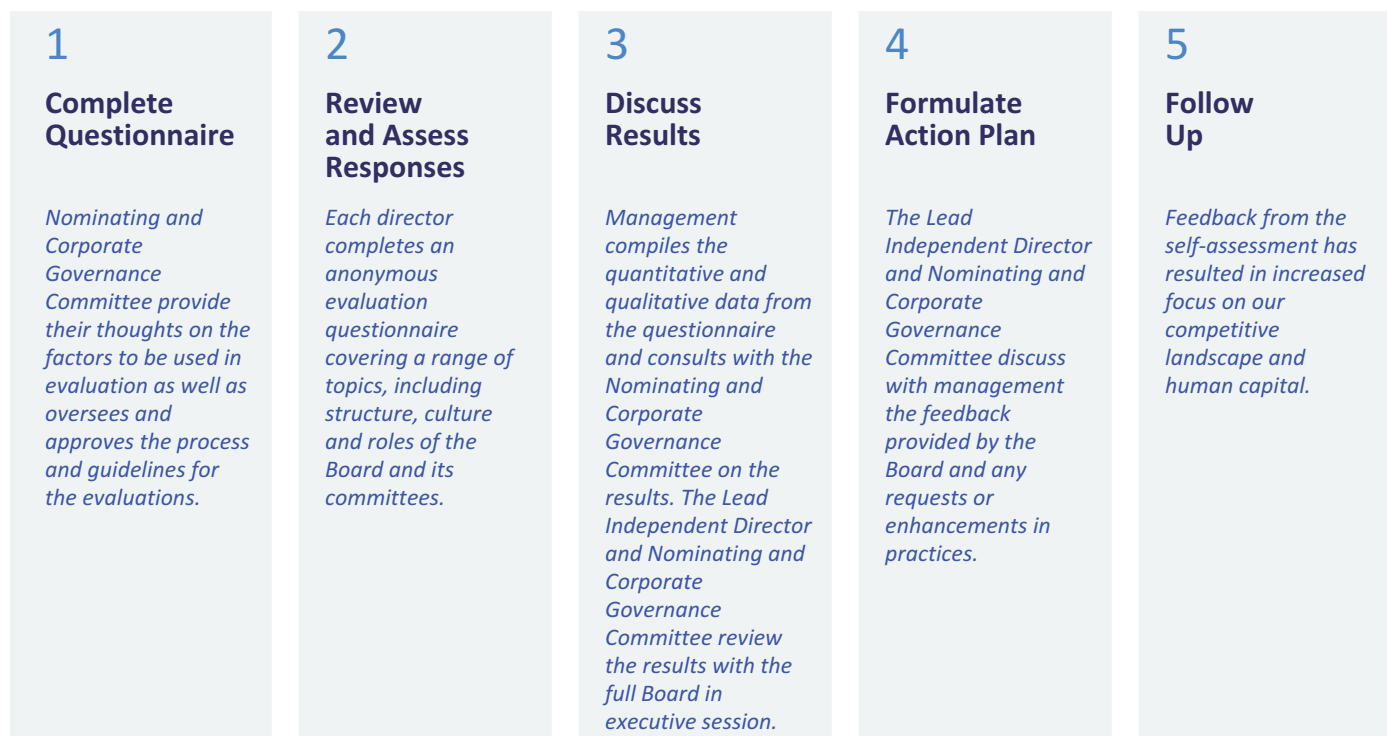 1
Complete
Questionnaire
Nominating and
Corporate
Governance
Committee provide
their thoughts on the
factors to be used in
evaluation as well as
oversees and
approves the process
and guidelines for
the evaluations.
2
Review
and Assess
Responses
Each director
completes an
anonymous
evaluation
questionnaire
covering a range of
topics, including
structure, culture
and roles of the
Board and its
committees.
3
Discuss
Results
Management
compiles the
quantitative and
qualitative data from
the questionnaire
and consults with the
Nominating and
Corporate
Governance
Committee on the
results. The Lead
Independent Director
and Nominating and
Corporate
Governance
Committee review
the results with the
full Board in
executive session.
4
Formulate
Action Plan
The Lead
Independent Director
and Nominating and
Corporate
Governance
Committee discuss
with management
the feedback
provided by the
Board and any
requests or
enhancements in
practices.
5
Follow
Up
Feedback from the
self-assessment has
resulted in increased
focus on our
competitive
landscape and
human capital.